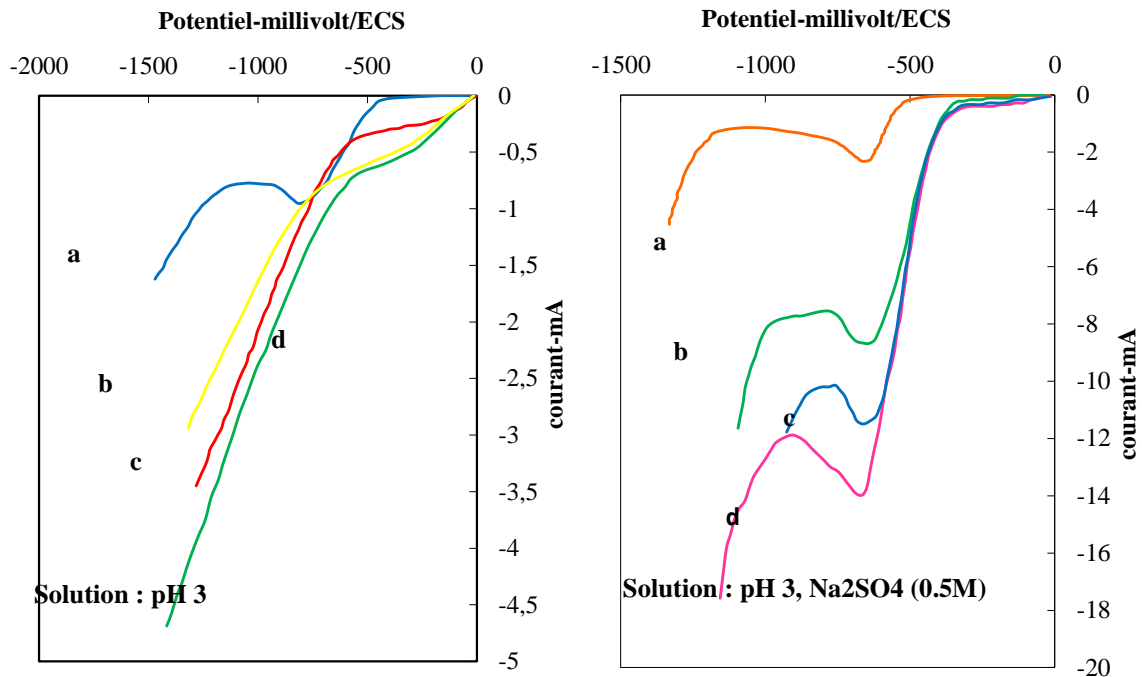 Potentiel-millivolt/ECS
-2000 -1500 -1000 -500 0
0
-0,5
-1
-1,5
-2
-2,5
-3
-3,5
-4
-4,5
-5
courant-mA
a
b
c
d
Solution : pH 3
Potentiel-millivolt/ECS
-1500 -1000 -500 0
0
-2
-4
-6
-8
-10
-12
-14
-16
-18
-20
courant-mA
a
b
c
d
Solution : pH 3, Na2SO4 (0.5M)